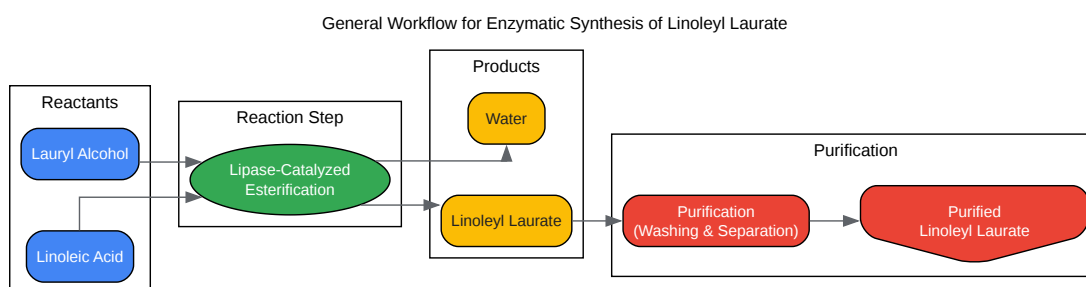 General Workflow for Enzymatic Synthesis of Linoleyl Laurate
Reactants
Lauryl Alcohol
Linoleic Acid
Reaction Step
Lipase-Catalyzed
Esterification
Products
Water
Linoleyl Laurate
Purification
Purification
(Washing & Separation)
Purified
Linoleyl Laurate